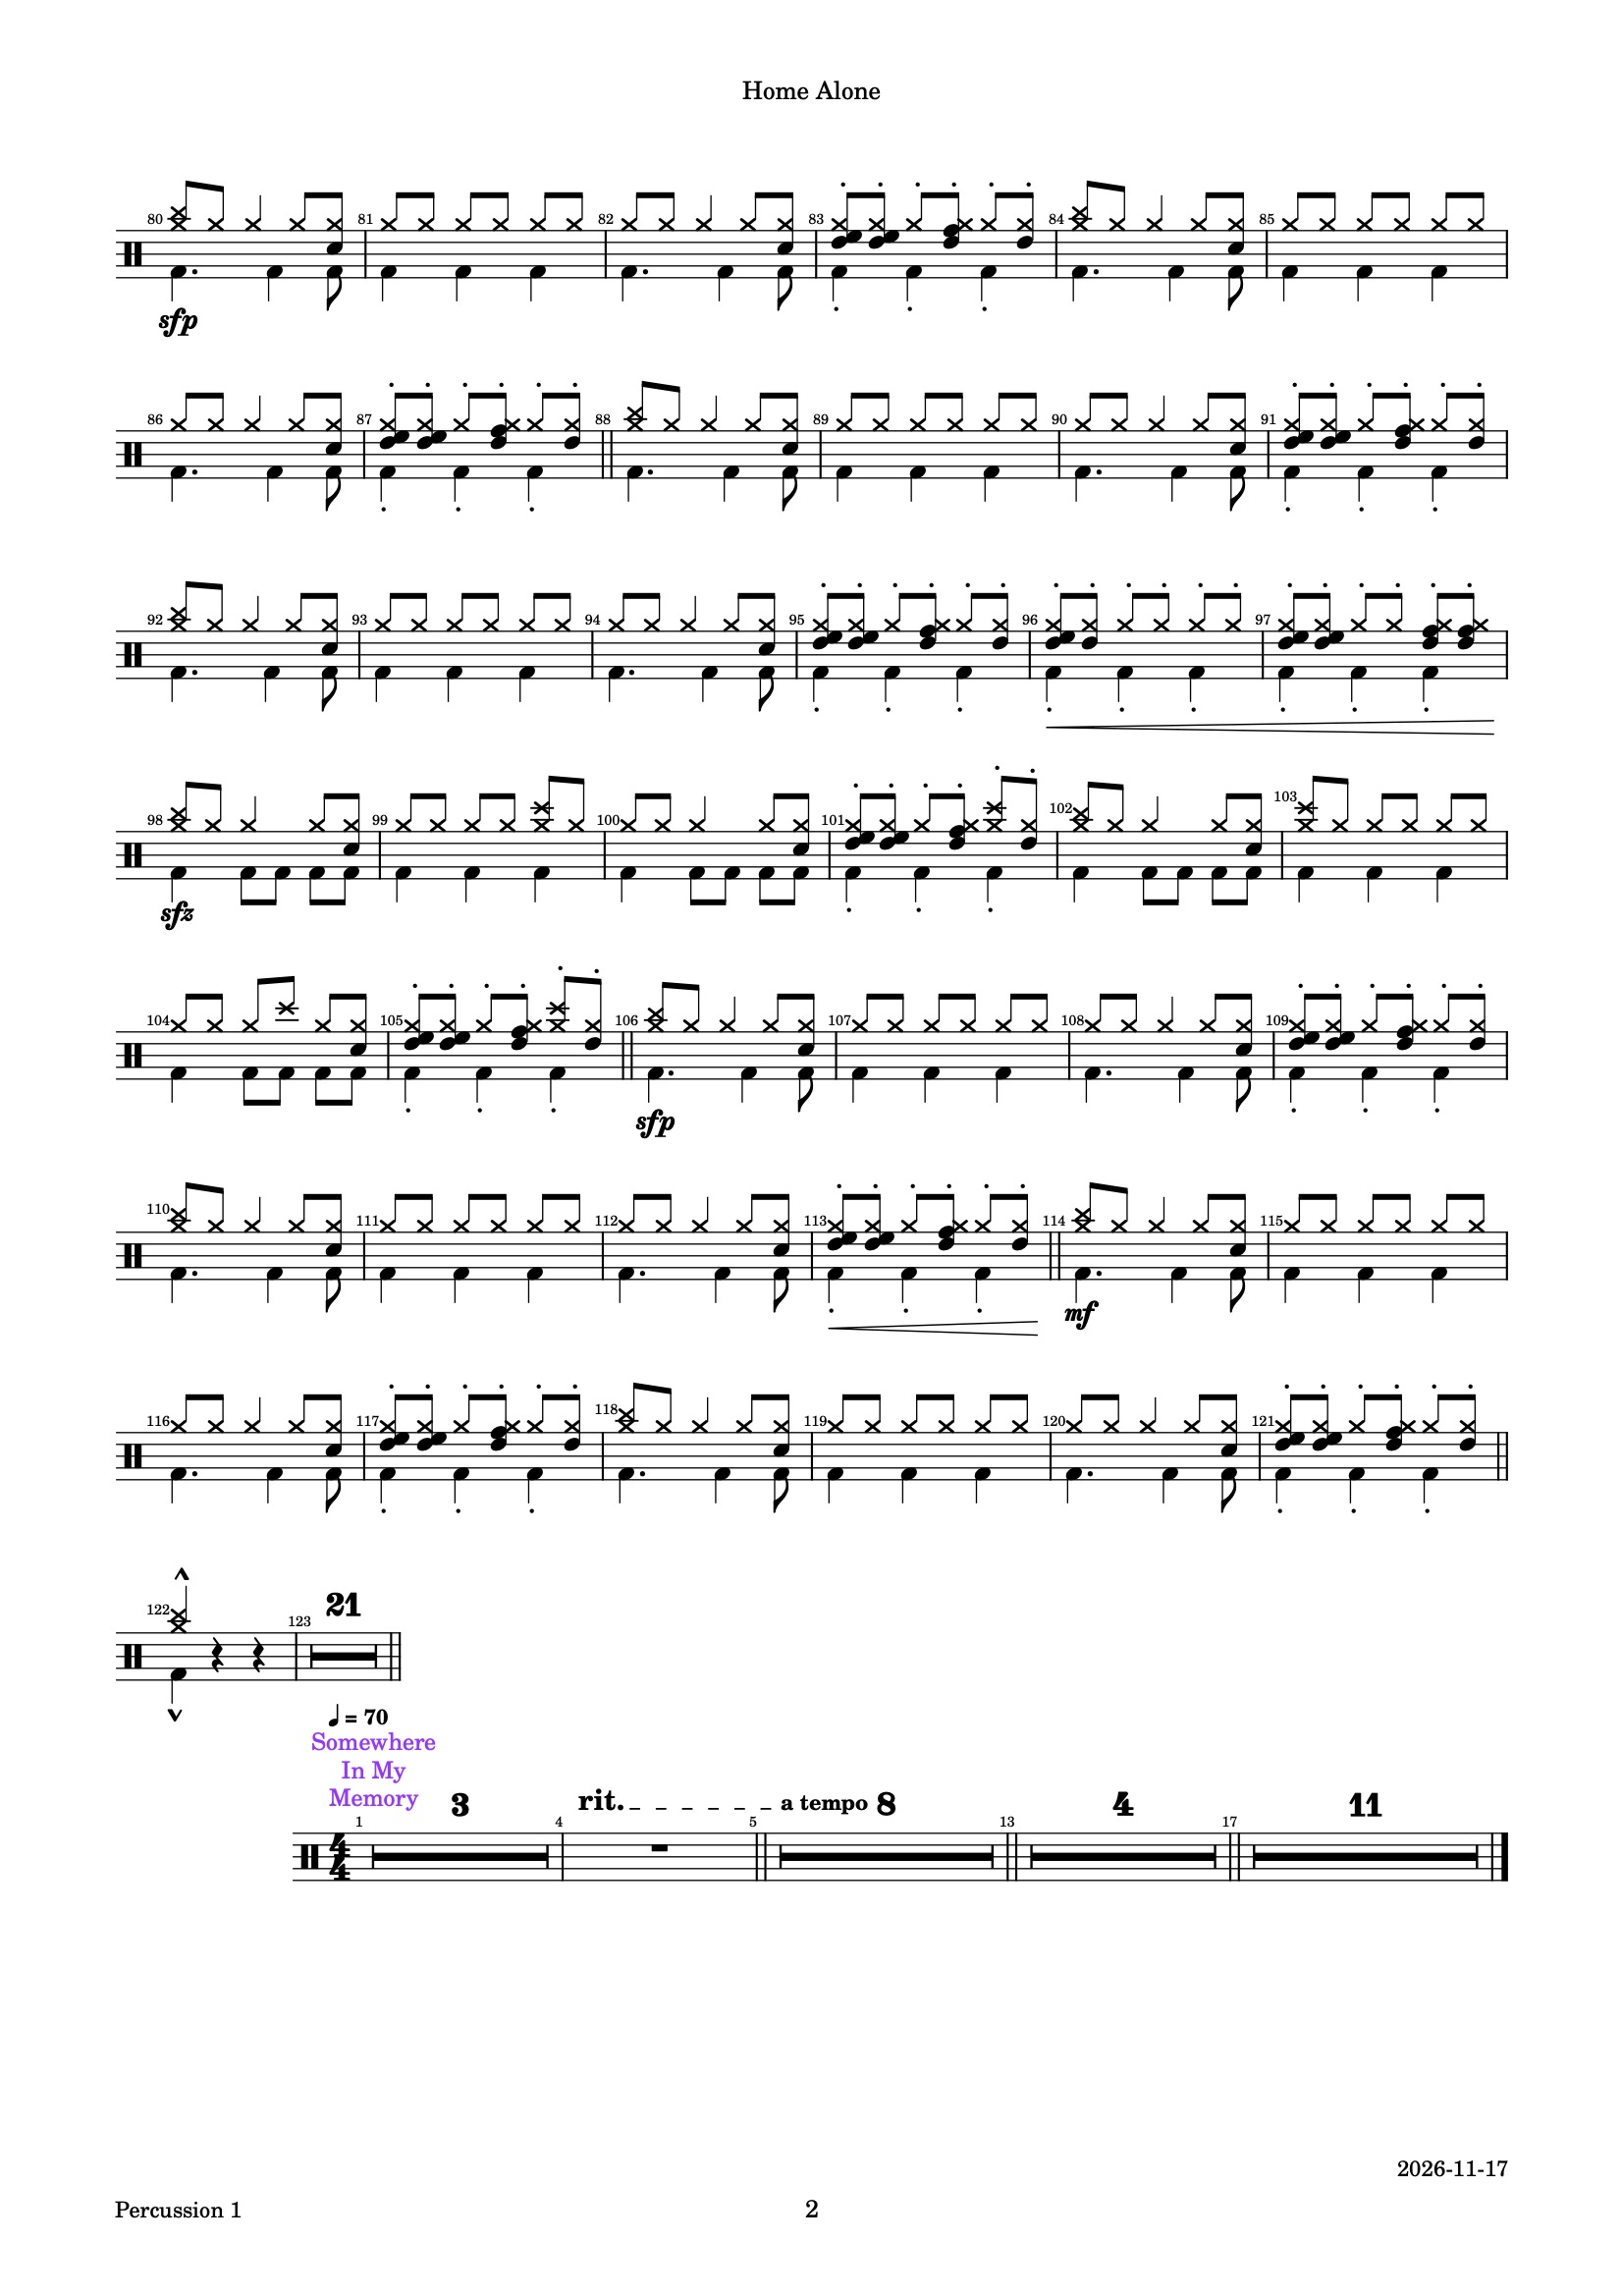 Home Alone
80 81 82 83 84 85
sfp
86 87 88 89 90 91
92 93 94 95 96 97
98 99 100 101 102 103
sfz
104 105 106 107 108 109
sfp
110 111 112 113 114 115
mf
116 117 118 119 120 121
122 123 21
= 70
Somewhere
In My
Memory
3 rit. a tempo 8 4 11
1 4 5 13 17
4
4
2026-11-17
Percussion 1 2